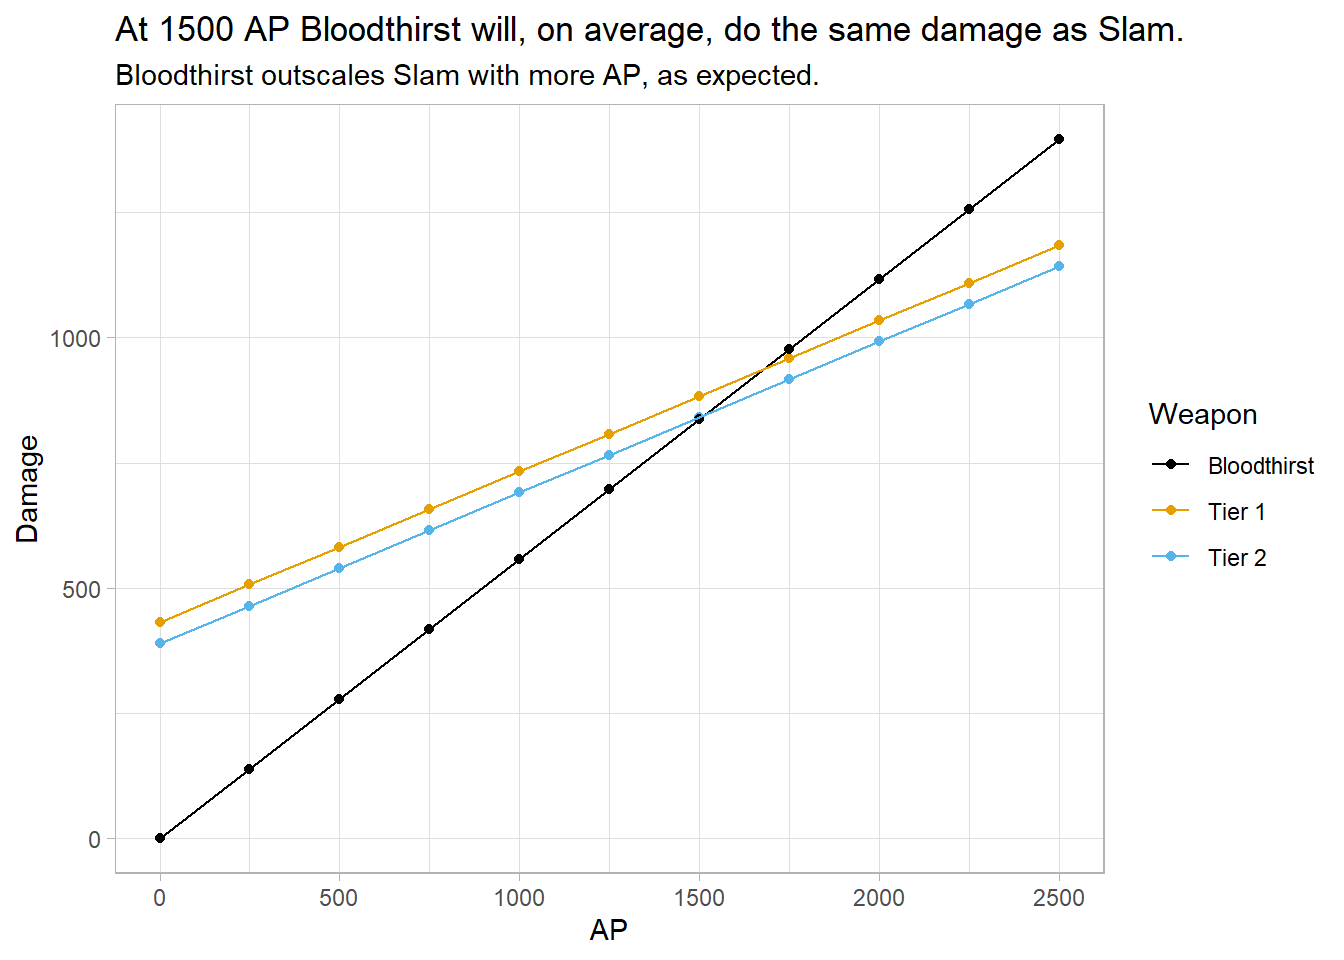 At 1500 AP Bloodthirst will, on average, do the same damage as Slam.
Bloodthirst outscales Slam with more AP, as expected.
1000
500
0
Damage
0 500 1000 1500 2000 2500
AP
Weapon
Bloodthirst
Tier 1
Tier 2